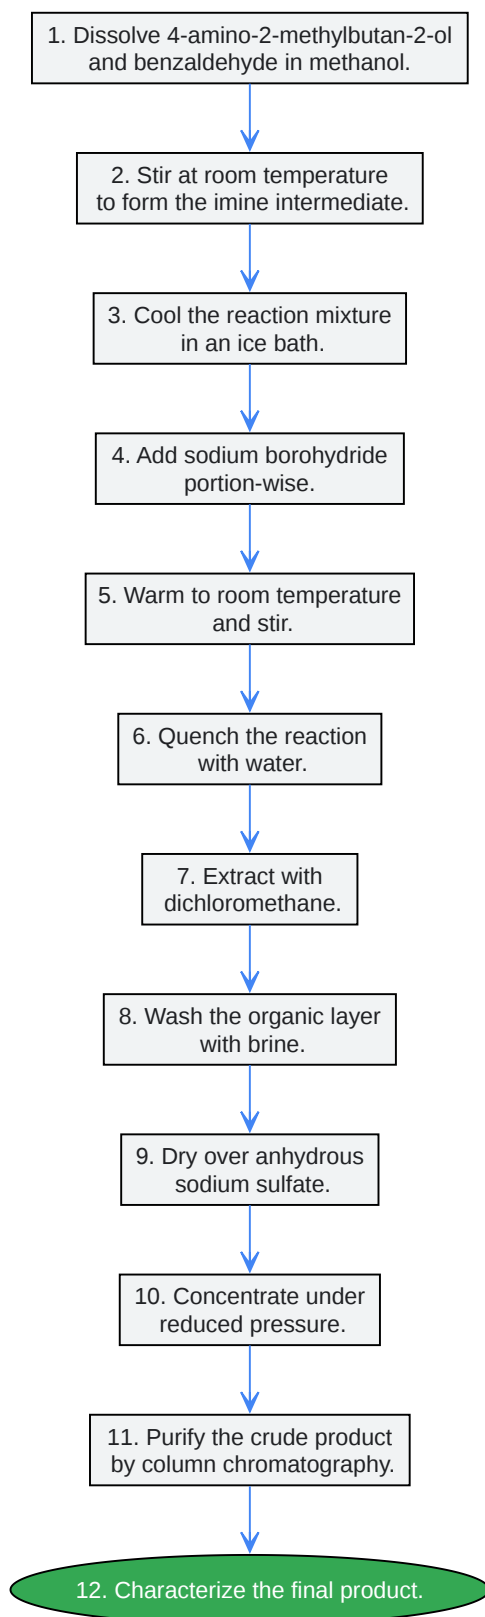 1. Dissolve 4-amino-2-methylbutan-2-ol
and benzaldehyde in methanol.
2. Stir at room temperature
to form the imine intermediate.
3. Cool the reaction mixture
in an ice bath.
4. Add sodium borohydride
portion-wise.
5. Warm to room temperature
and stir.
6. Quench the reaction
with water.
7. Extract with
dichloromethane.
8. Wash the organic layer
with brine.
9. Dry over anhydrous
sodium sulfate.
10. Concentrate under
reduced pressure.
11. Purify the crude product
by column chromatography.
12. Characterize the final product.